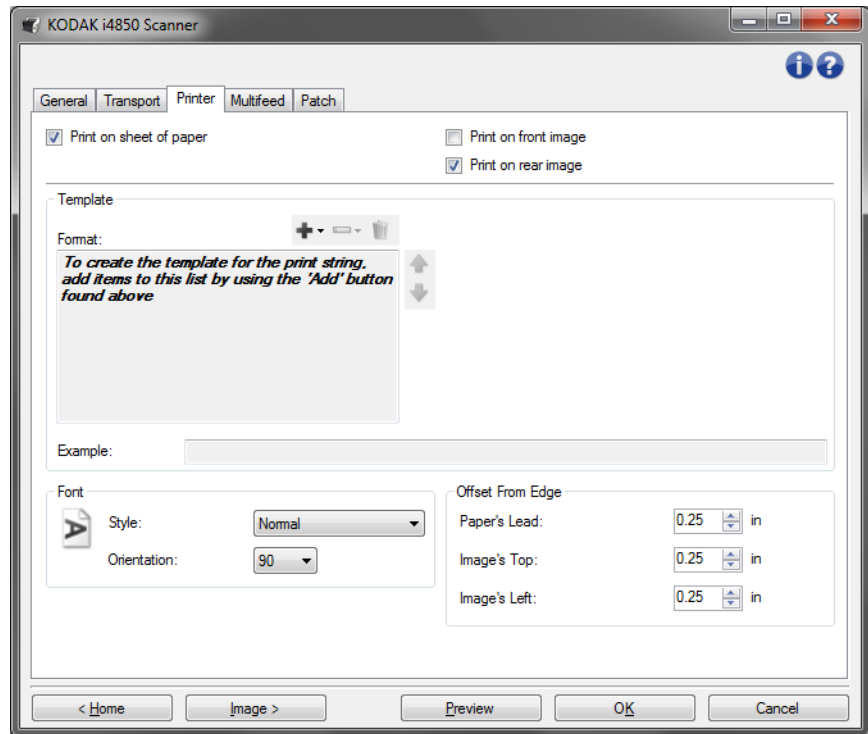 KODAK i4850 Scanner
General Transport Printer Multifeed Patch
Print on sheet of paper
Print on front image
Print on rear image
Template
Format:
To create the template for the print string,
add items to this list by using the 'Add' button
found above
Example:
Font
Style: Normal
Orientation: 90
Offset From Edge
Paper's Lead: 0.25 in
Image's Top: 0.25 in
Image's Left: 0.25 in
< Home Image > Preview OK Cancel